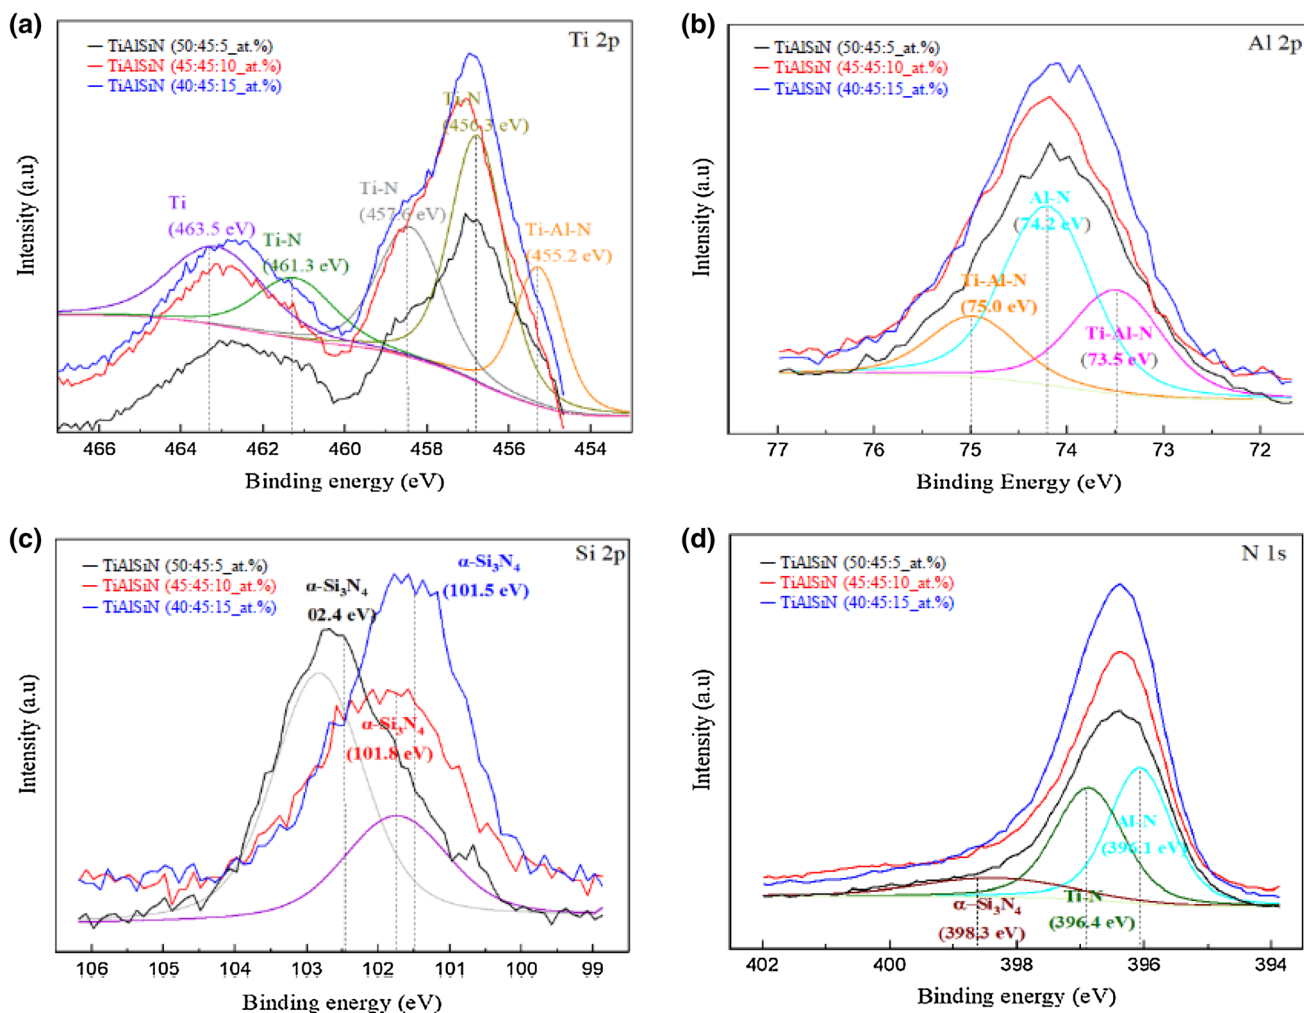 (a)
Ti 2p
TiAlSiN (50:45:5_at.%)
TiAlSiN (45:45:10_at.%)
TiAlSiN (40:45:15_at.%)
Ti-N
(456.3 eV)
Ti-N
(457.6 eV)
Ti
(463.5 eV)
Ti-N
(461.3 eV)
Ti-Al-N
(455.2 eV)
Intensity (a.u)
466 464 462 460 458 456 454
Binding energy (eV)
(b)
Al 2p
TiAlSiN (50:45:5_at.%)
TiAlSiN (45:45:10_at.%)
TiAlSiN (40:45:15_at.%)
Al-N
(74.2 eV)
Ti-Al-N
(75.0 eV)
Ti-Al-N
(73.5 eV)
Intensity (a.u)
77 76 75 74 73 72
Binding Energy (eV)
(c)
Si 2p
TiAlSiN (50:45:5_at.%)
TiAlSiN (45:45:10_at.%)
TiAlSiN (40:45:15_at.%)
α-Si₃N₄
(101.5 eV)
α-Si₃N₄
02.4 eV)
α-Si₃N₄
(101.8 eV)
Intensity (a.u)
106 105 104 103 102 101 100 99
Binding energy (eV)
(d)
N 1s
TiAlSiN (50:45:5_at.%)
TiAlSiN (45:45:10_at.%)
TiAlSiN (40:45:15_at.%)
Al-N
(396.1 eV)
Ti-N
(396.4 eV)
α–Si₃N₄
(398.3 eV)
Intensity (a.u)
402 400 398 396 394
Binding energy (eV)